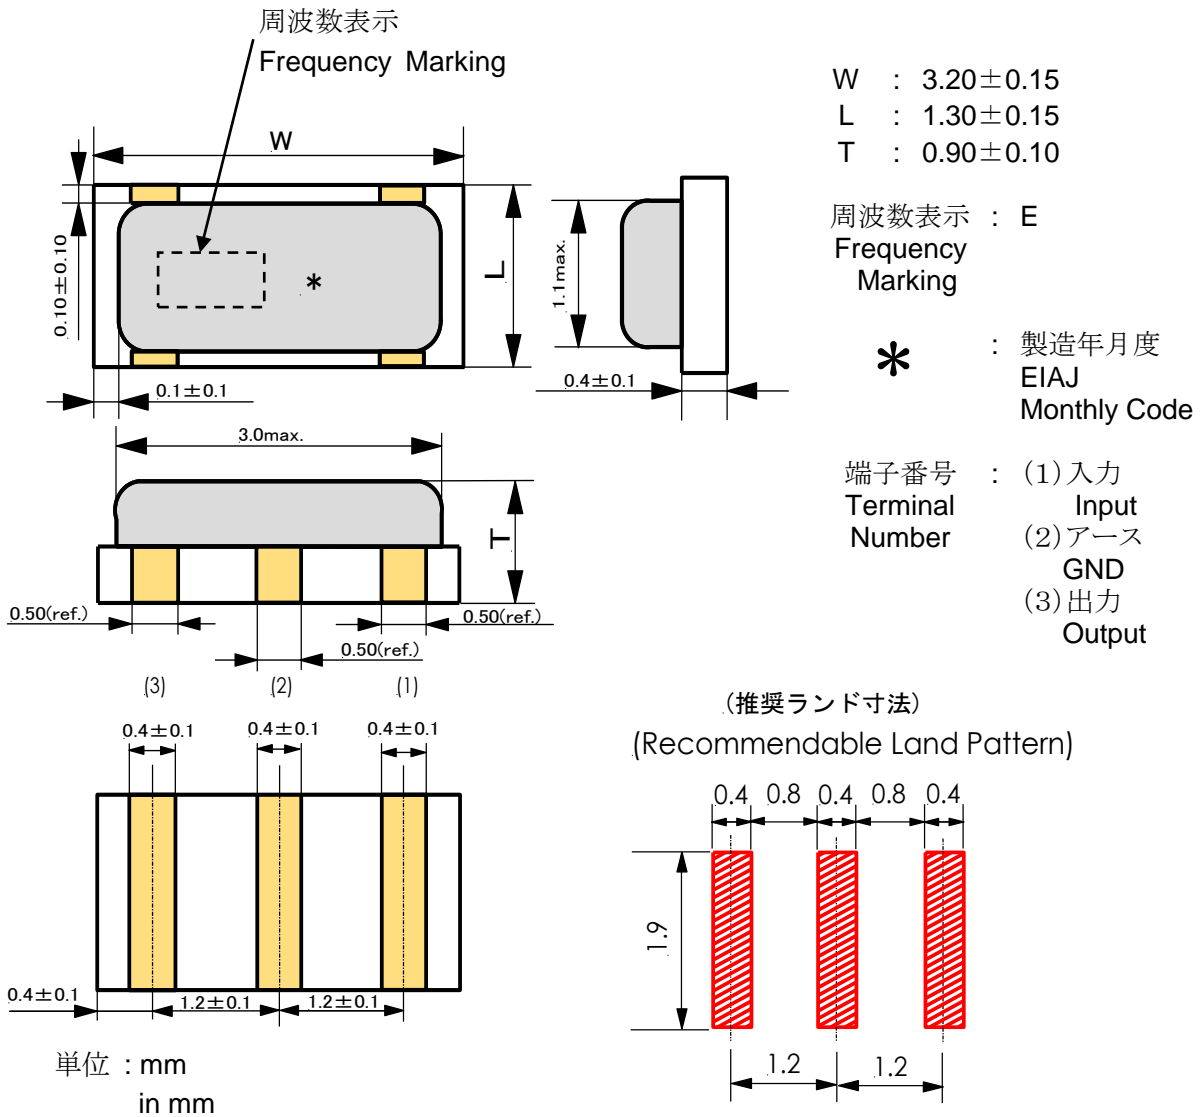 周波数表示
Frequency Marking
W : 3.20±0.15
L : 1.30±0.15
T : 0.90±0.10
W
0.10±0.10
*
L
1.1max.
0.1±0.1
0.4±0.1
周波数表示 : E
Frequency
Marking
* : 製造年月度
EIAJ
Monthly Code
3.0max.
T
0.50(ref.)
0.50(ref.)
0.50(ref.)
端子番号 : (1)入力
Terminal Input
Number (2)アース
GND
(3)出力
Output
(3) (2) (1)
0.4±0.1 0.4±0.1 0.4±0.1
0.4±0.1 1.2±0.1 1.2±0.1
単位 : mm
in mm
(推奨ランド寸法)
(Recommendable Land Pattern)
0.4 0.8 0.4 0.8 0.4
1.9
1.2 1.2